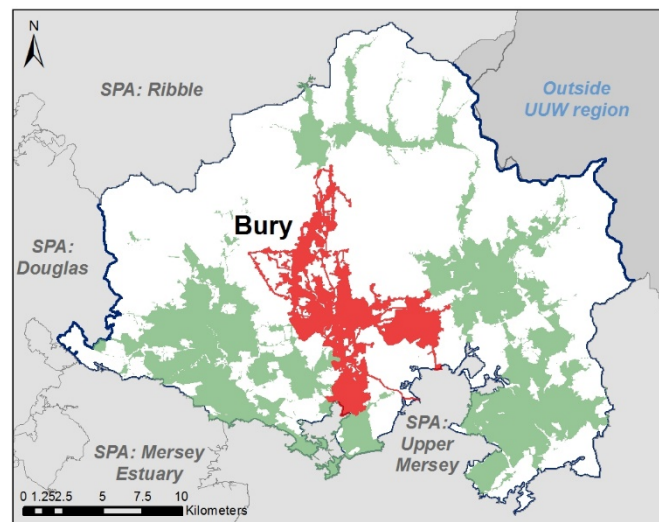 N
SPA: Ribble
Outside
UUW region
Bury
SPA:
Douglas
SPA:
Upper
Mersey
SPA: Mersey
Estuary
0 1.252.5 5 7.5 10
Kilometers